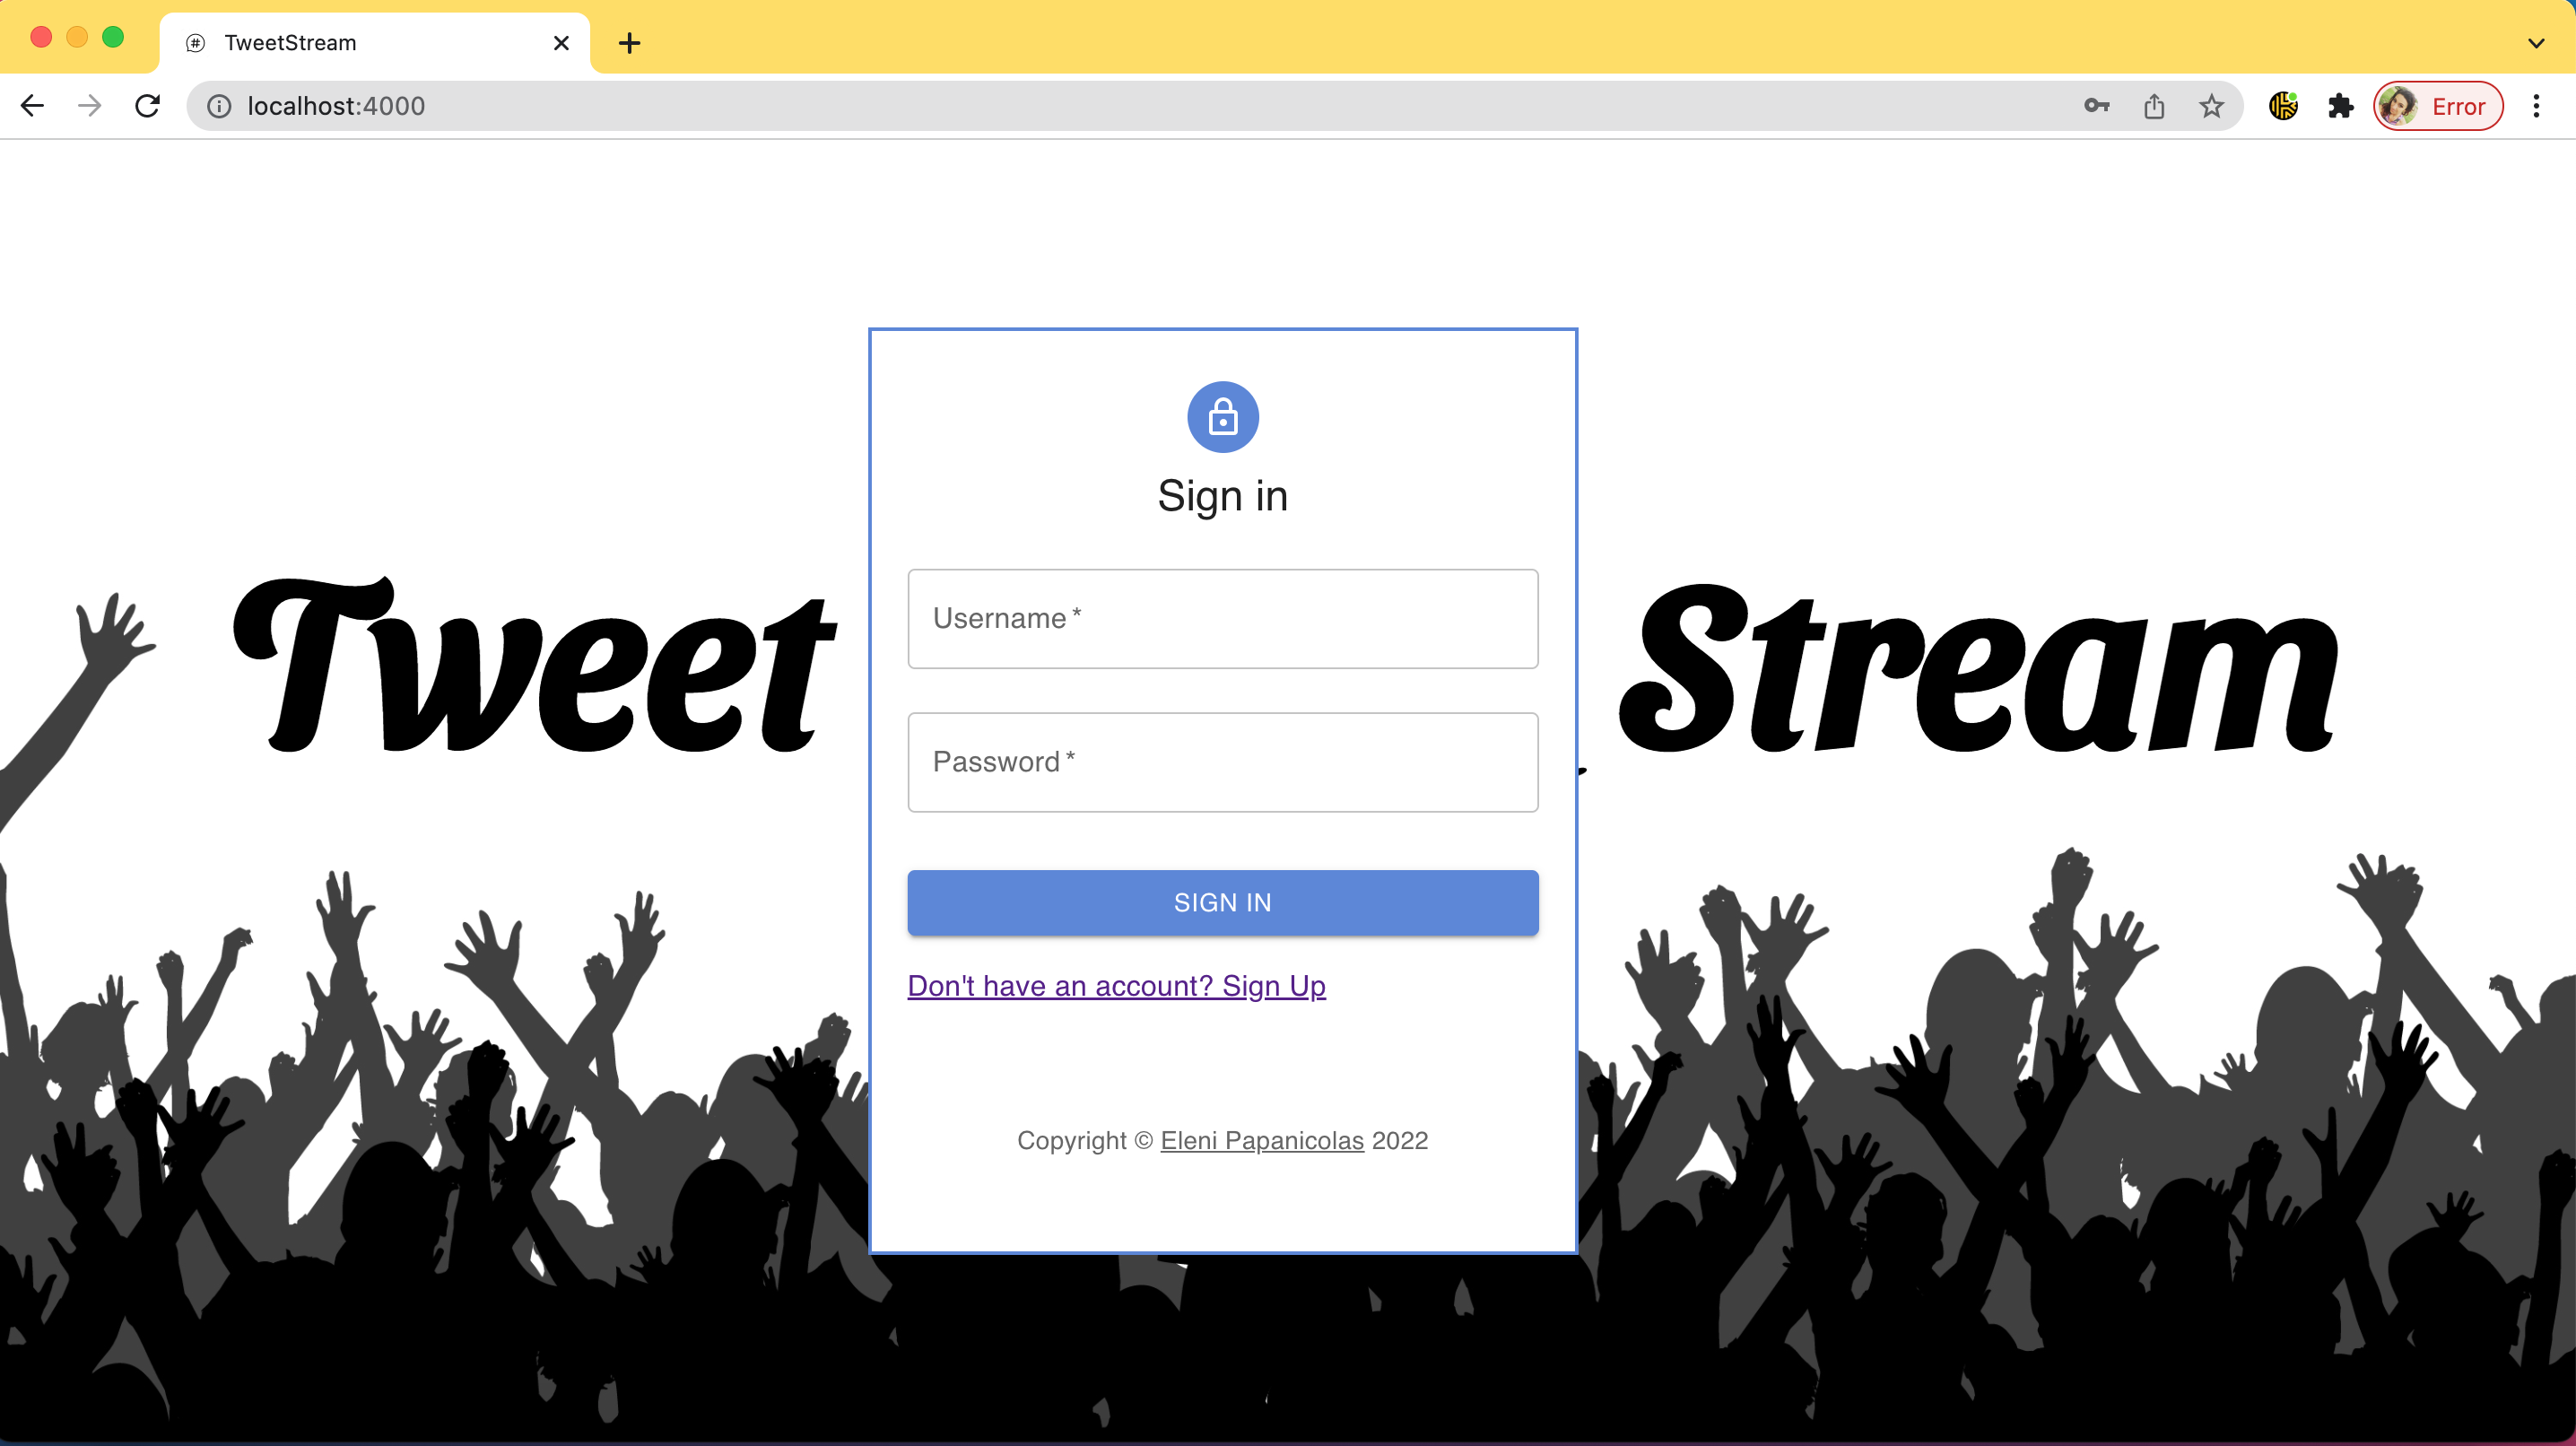 TweetStream
localhost:4000
Error
Sign in
Username *
Tweet Stream
Password *
SIGN IN
Don't have an account? Sign Up
Copyright © Eleni Papanicolas 2022